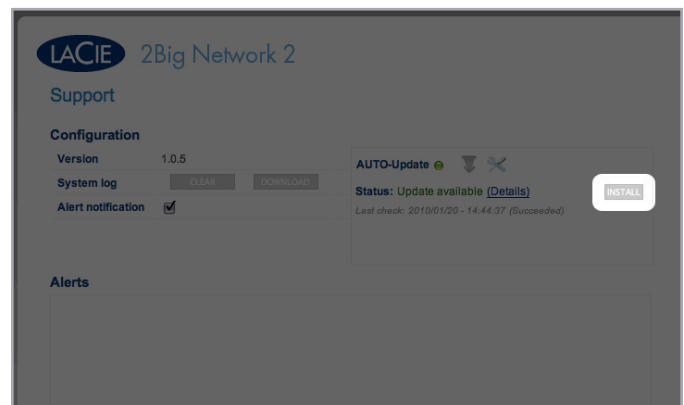 LACIE 2Big Network 2
Support
Configuration
Version 1.0.5
System log CLEAR DOWNLOAD
Alert notification
AUTO-Update
Status: Update available (Details) INSTALL
Last check: 2010/01/20 - 14:44:37 (Succeeded)
Alerts